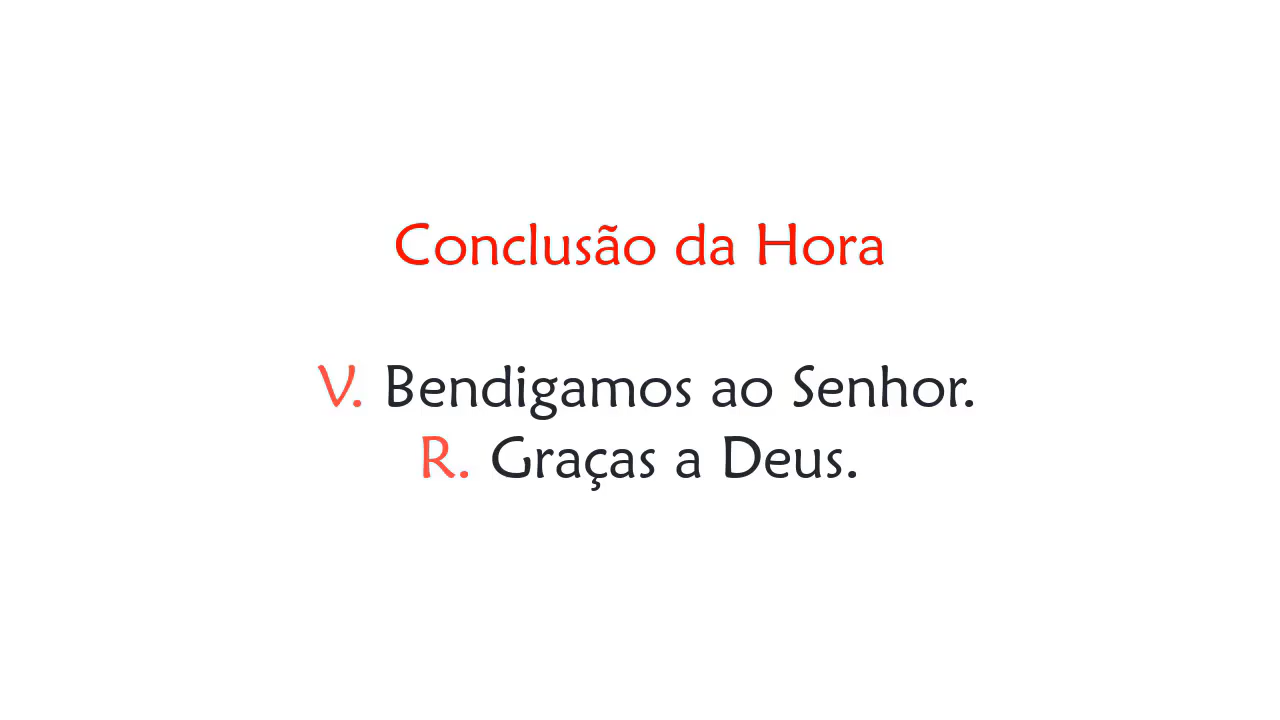 Conclusão da Hora
V. Bendigamos ao Senhor.
R. Graças a Deus.